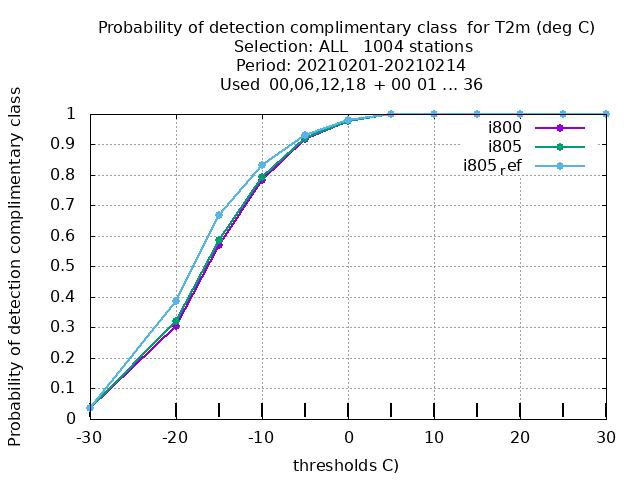 Probability of detection complimentary class  for T2m (deg C)
Selection: ALL   1004 stations
Period: 20210201-20210214
Used  00,06,12,18  + 00 01 ... 36
Probability of detection complimentary class
1
0.9
0.8
0.7
0.6
0.5
0.4
0.3
0.2
0.1
0
i800
i805
i805ref
-30 -20 -10 0 10 20 30
thresholds C)